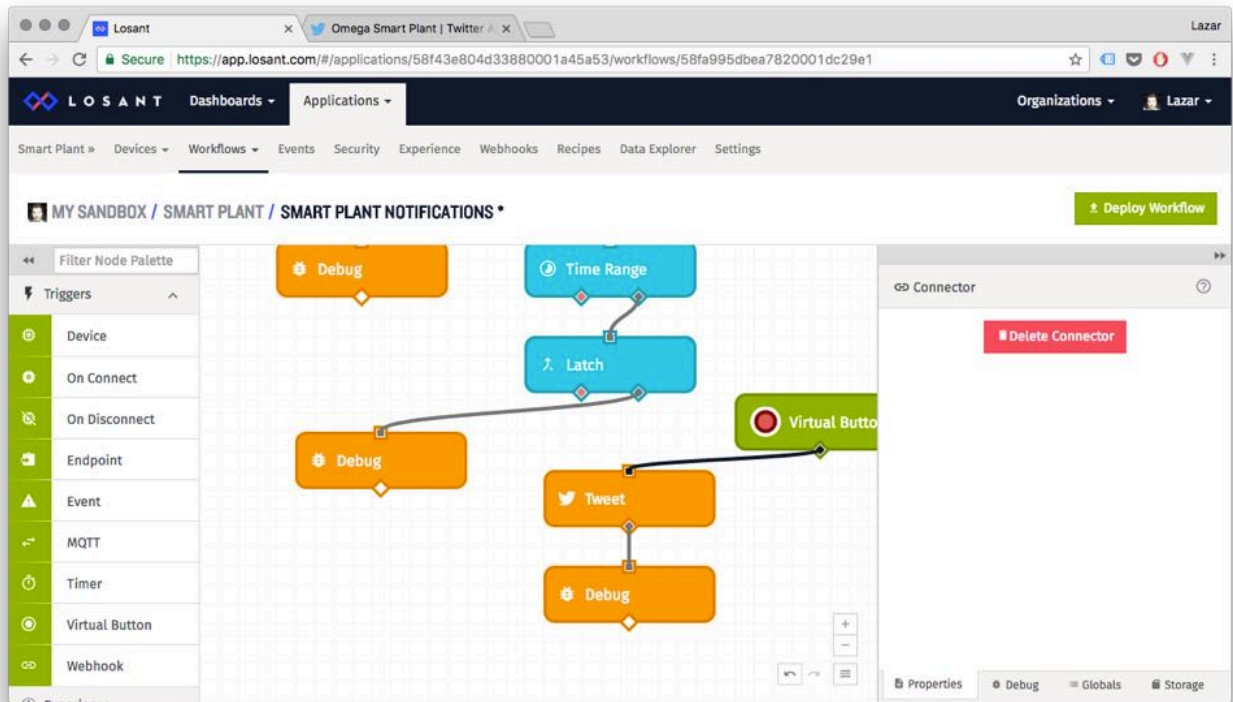 Losant
Omega Smart Plant | Twitter A
Lazar
Secure https://app.losant.com/#/applications/58f43e804d33880001a45a53/workflows/58fa995dbea7820001dc29e1
LOSANT Dashboards Applications Organizations Lazar
Smart Plant » Devices Workflows Events Security Experience Webhooks Recipes Data Explorer Settings
MY SANDBOX / SMART PLANT / SMART PLANT NOTIFICATIONS *
Deploy Workflow
Filter Node Palette
Triggers
Device
On Connect
On Disconnect
Endpoint
Event
MQTT
Timer
Virtual Button
Webhook
Debug
Time Range
Latch
Virtual Butto
Debug
Tweet
Debug
Connector
Delete Connector
Properties Debug Globals Storage